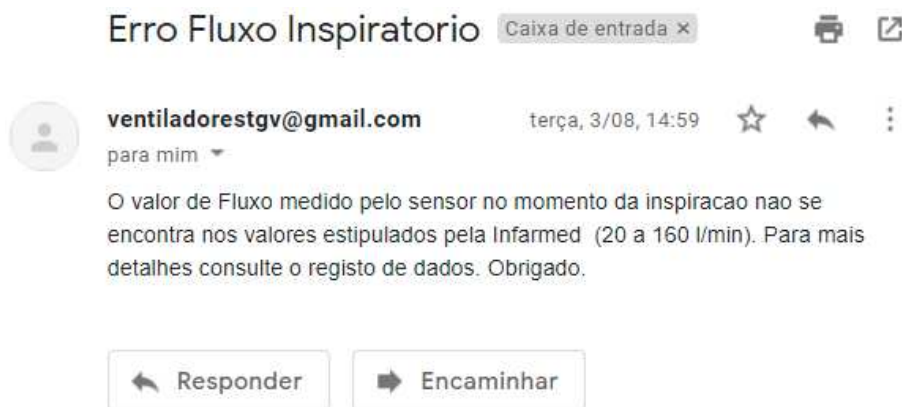 Erro Fluxo Inspiratorio Caixa de entrada ×
ventiladorestgv@gmail.com terça, 3/08, 14:59
para mim
O valor de Fluxo medido pelo sensor no momento da inspiracao nao se
encontra nos valores estipulados pela Infarmed (20 a 160 l/min). Para mais
detalhes consulte o registo de dados. Obrigado.
Responder Encaminhar